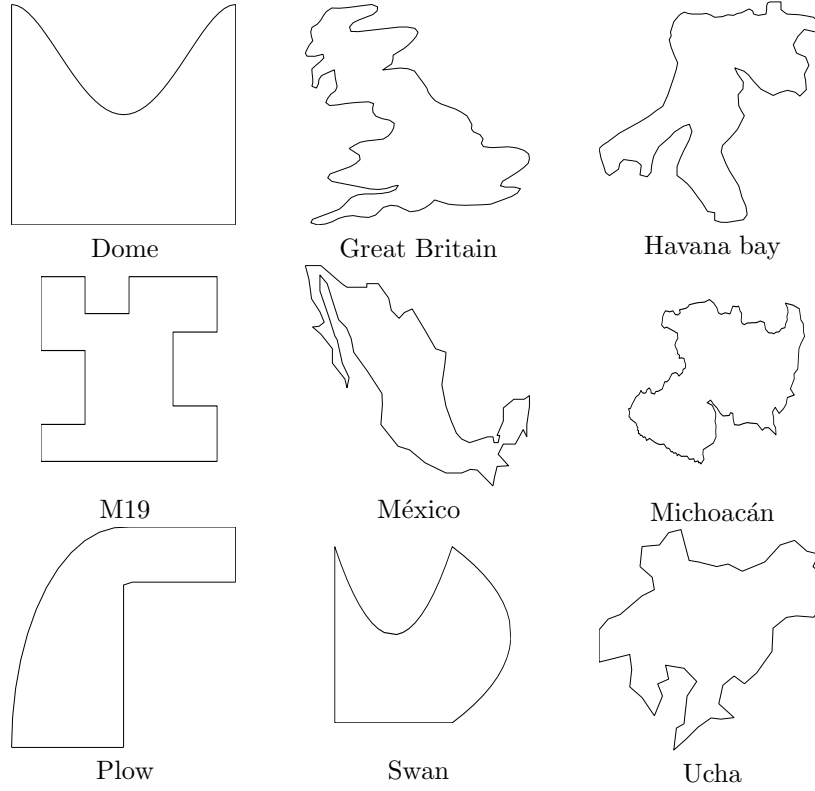 Dome
Great Britain
Havana bay
M19
México
Michoacán
Plow
Swan
Ucha